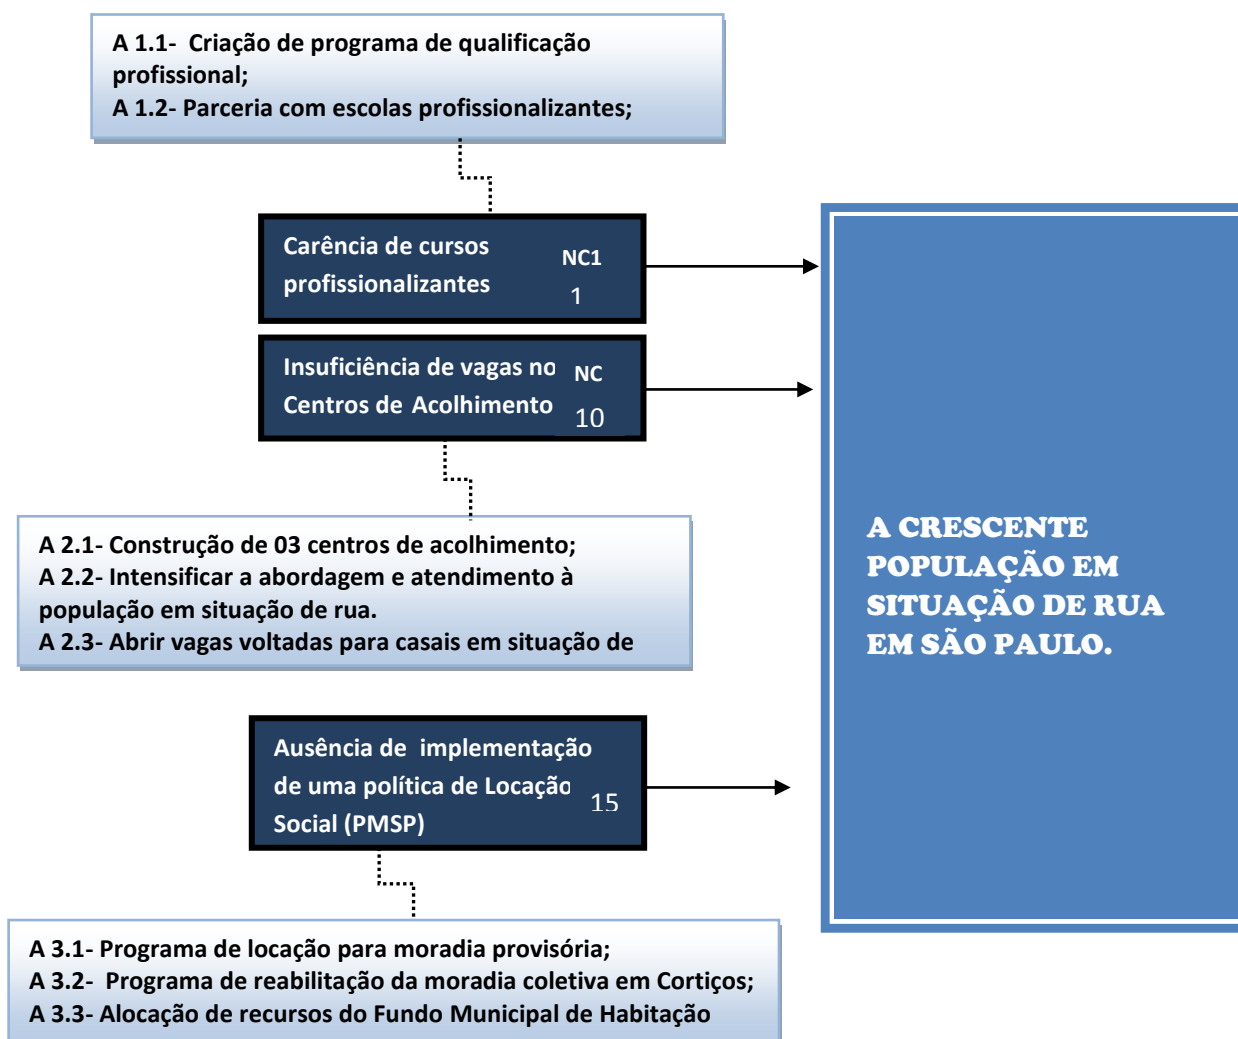 A 1.1-  Criação de programa de qualificação
profissional;
A 1.2- Parceria com escolas profissionalizantes;
Carência de cursos
profissionalizantes
NC1
1
Insuficiência de vagas no
Centros de Acolhimento
NC
10
A 2.1- Construção de 03 centros de acolhimento;
A 2.2- Intensificar a abordagem e atendimento à
população em situação de rua.
A 2.3- Abrir vagas voltadas para casais em situação de
Ausência de  implementação
de uma política de Locação
Social (PMSP)
15
A 3.1- Programa de locação para moradia provisória;
A 3.2-  Programa de reabilitação da moradia coletiva em Cortiços;
A 3.3- Alocação de recursos do Fundo Municipal de Habitação
A CRESCENTE
POPULAÇÃO EM
SITUAÇÃO DE RUA
EM SÃO PAULO.